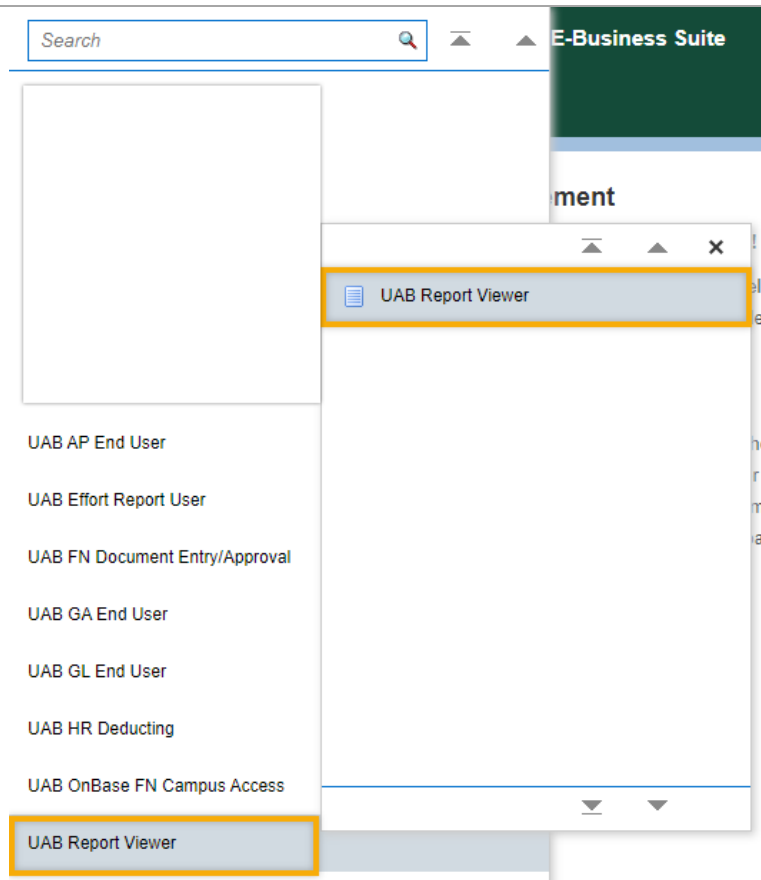 Search
E-Business Suite
ment
!
UAB Report Viewer
UAB AP End User
UAB Effort Report User
UAB FN Document Entry/Approval
UAB GA End User
UAB GL End User
UAB HR Deducting
UAB OnBase FN Campus Access
UAB Report Viewer